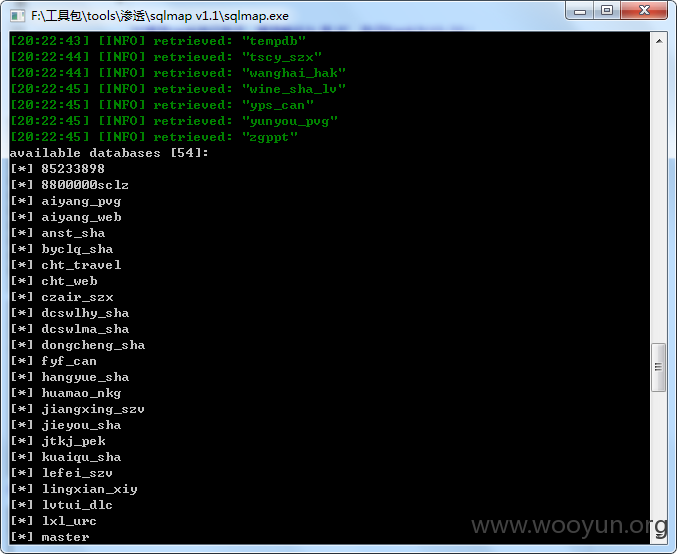 F:\工具包\tools\渗透\sqlmap v1.1\sqlmap.exe
[20:22:43] [INFO] retrieved: "tempdb"
[20:22:44] [INFO] retrieved: "tscy_szx"
[20:22:44] [INFO] retrieved: "wanghai_hak"
[20:22:45] [INFO] retrieved: "wine_sha_lv"
[20:22:45] [INFO] retrieved: "yps_can"
[20:22:45] [INFO] retrieved: "yunyou_pvg"
[20:22:45] [INFO] retrieved: "zgppt"
available databases [54]:
[*] 85233898
[*] 8800000sclz
[*] aiyang_pvg
[*] aiyang_web
[*] anst_sha
[*] byclq_sha
[*] cht_travel
[*] cht_web
[*] czair_szx
[*] dcswlhy_sha
[*] dcswlma_sha
[*] dongcheng_sha
[*] fyf_can
[*] hangyue_sha
[*] huamao_nkg
[*] jiangxing_szv
[*] jieyou_sha
[*] jtkj_pek
[*] kuaiqu_sha
[*] lefei_szv
[*] lingxian_xiy
[*] lvtui_dlc
[*] lxl_urc
[*] master
www.wooyun.org